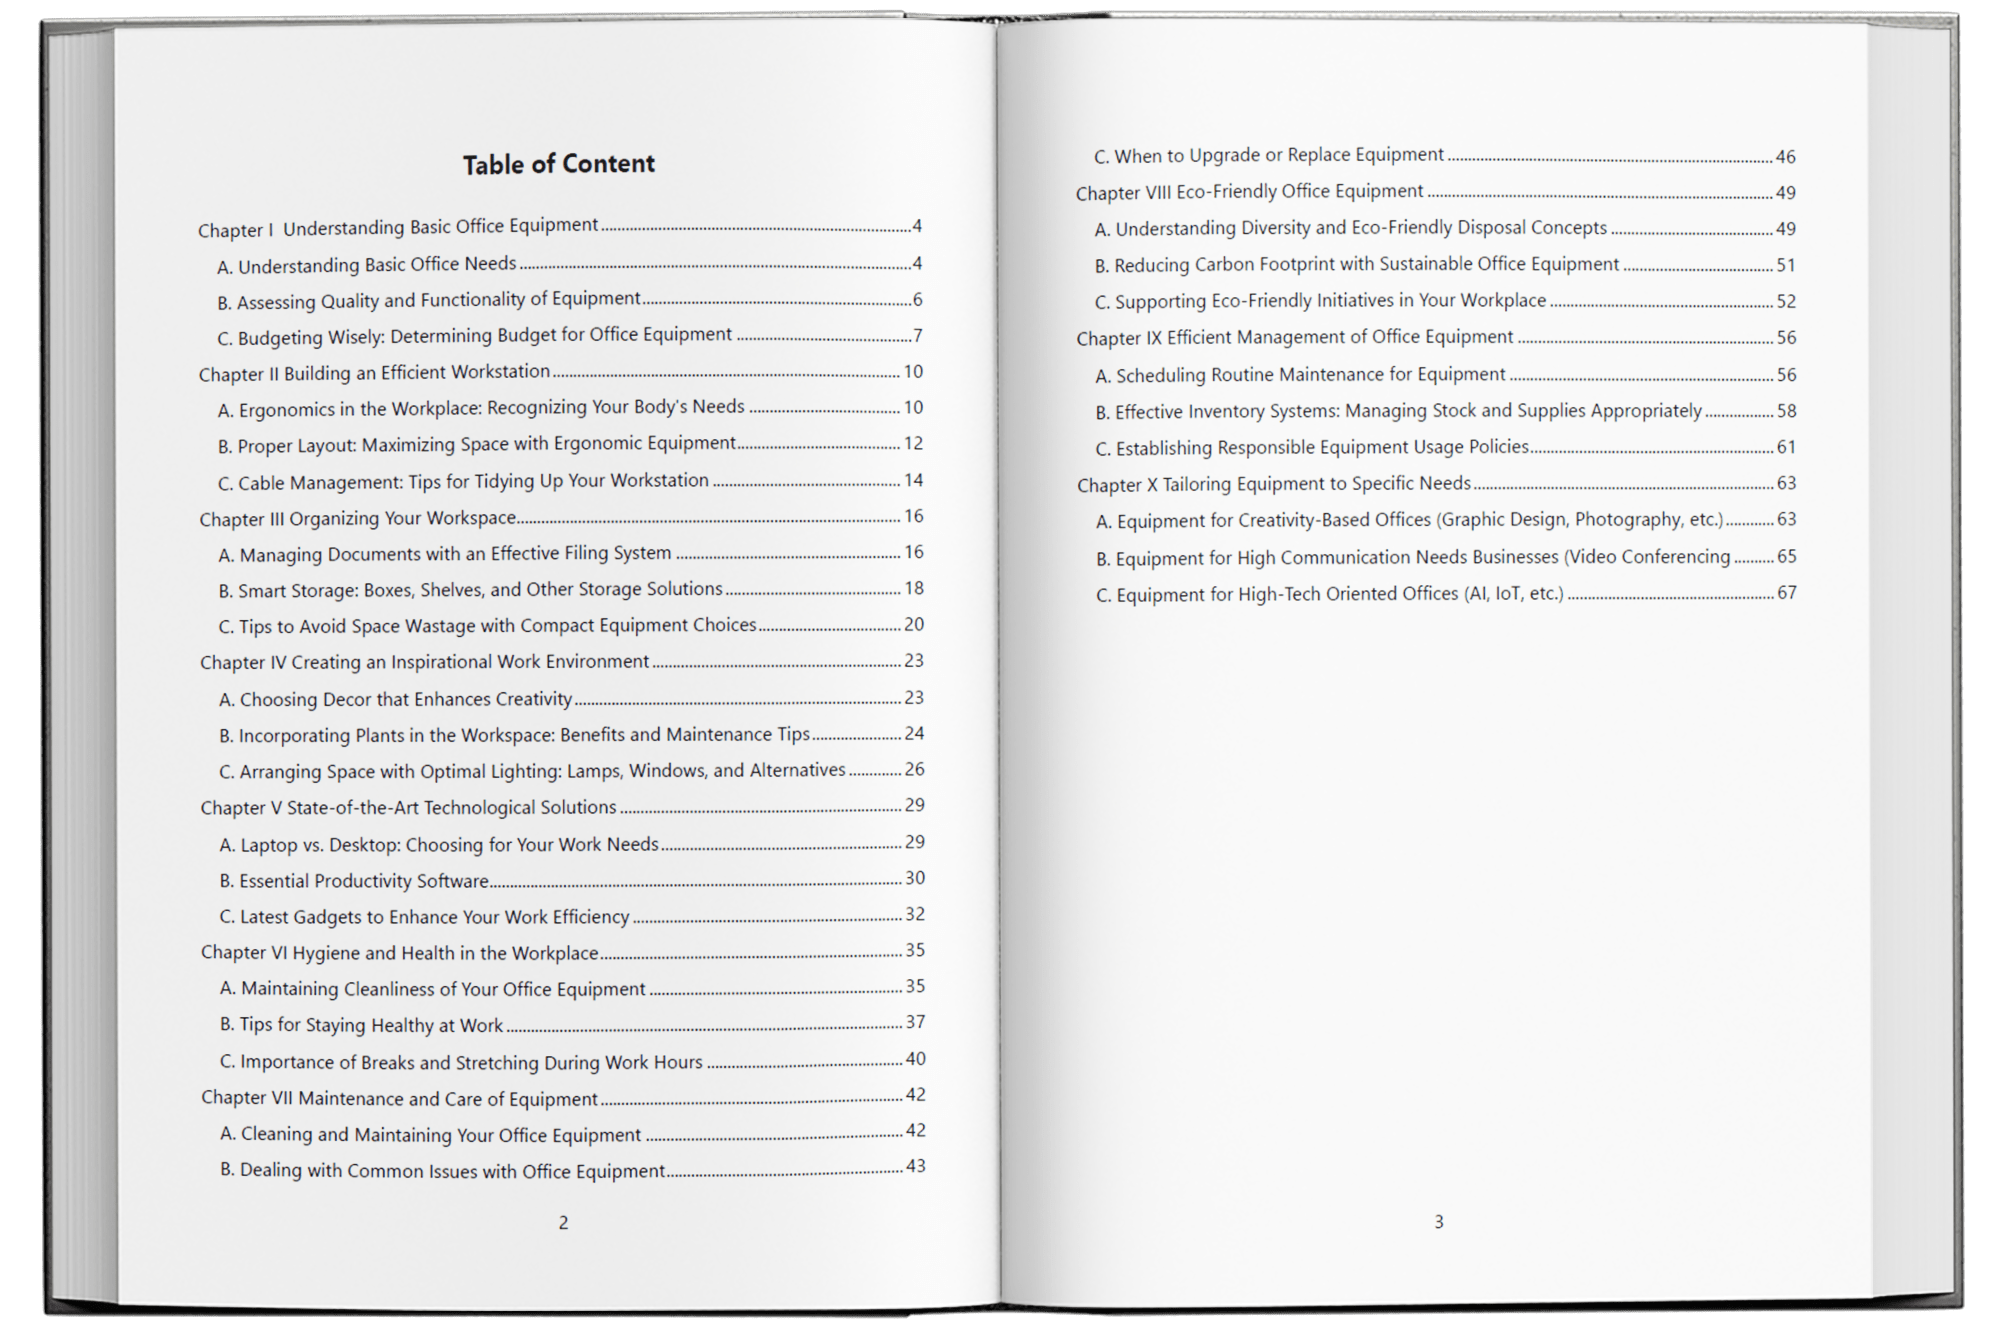 Table of Content
Chapter I  Understanding Basic Office Equipment ........ 4
A. Understanding Basic Office Needs ........ 4
B. Assessing Quality and Functionality of Equipment ........ 6
C. Budgeting Wisely: Determining Budget for Office Equipment ........ 7
Chapter II Building an Efficient Workstation ........ 10
A. Ergonomics in the Workplace: Recognizing Your Body's Needs ........ 10
B. Proper Layout: Maximizing Space with Ergonomic Equipment ........ 12
C. Cable Management: Tips for Tidying Up Your Workstation ........ 14
Chapter III Organizing Your Workspace ........ 16
A. Managing Documents with an Effective Filing System ........ 16
B. Smart Storage: Boxes, Shelves, and Other Storage Solutions ........ 18
C. Tips to Avoid Space Wastage with Compact Equipment Choices ........ 20
Chapter IV Creating an Inspirational Work Environment ........ 23
A. Choosing Decor that Enhances Creativity ........ 23
B. Incorporating Plants in the Workspace: Benefits and Maintenance Tips ........ 24
C. Arranging Space with Optimal Lighting: Lamps, Windows, and Alternatives ........ 26
Chapter V State-of-the-Art Technological Solutions ........ 29
A. Laptop vs. Desktop: Choosing for Your Work Needs ........ 29
B. Essential Productivity Software ........ 30
C. Latest Gadgets to Enhance Your Work Efficiency ........ 32
Chapter VI Hygiene and Health in the Workplace ........ 35
A. Maintaining Cleanliness of Your Office Equipment ........ 35
B. Tips for Staying Healthy at Work ........ 37
C. Importance of Breaks and Stretching During Work Hours ........ 40
Chapter VII Maintenance and Care of Equipment ........ 42
A. Cleaning and Maintaining Your Office Equipment ........ 42
B. Dealing with Common Issues with Office Equipment ........ 43
2
C. When to Upgrade or Replace Equipment ........ 46
Chapter VIII Eco-Friendly Office Equipment ........ 49
A. Understanding Diversity and Eco-Friendly Disposal Concepts ........ 49
B. Reducing Carbon Footprint with Sustainable Office Equipment ........ 51
C. Supporting Eco-Friendly Initiatives in Your Workplace ........ 52
Chapter IX Efficient Management of Office Equipment ........ 56
A. Scheduling Routine Maintenance for Equipment ........ 56
B. Effective Inventory Systems: Managing Stock and Supplies Appropriately ........ 58
C. Establishing Responsible Equipment Usage Policies ........ 61
Chapter X Tailoring Equipment to Specific Needs ........ 63
A. Equipment for Creativity-Based Offices (Graphic Design, Photography, etc.) ........ 63
B. Equipment for High Communication Needs Businesses (Video Conferencing ........ 65
C. Equipment for High-Tech Oriented Offices (AI, IoT, etc.) ........ 67
3